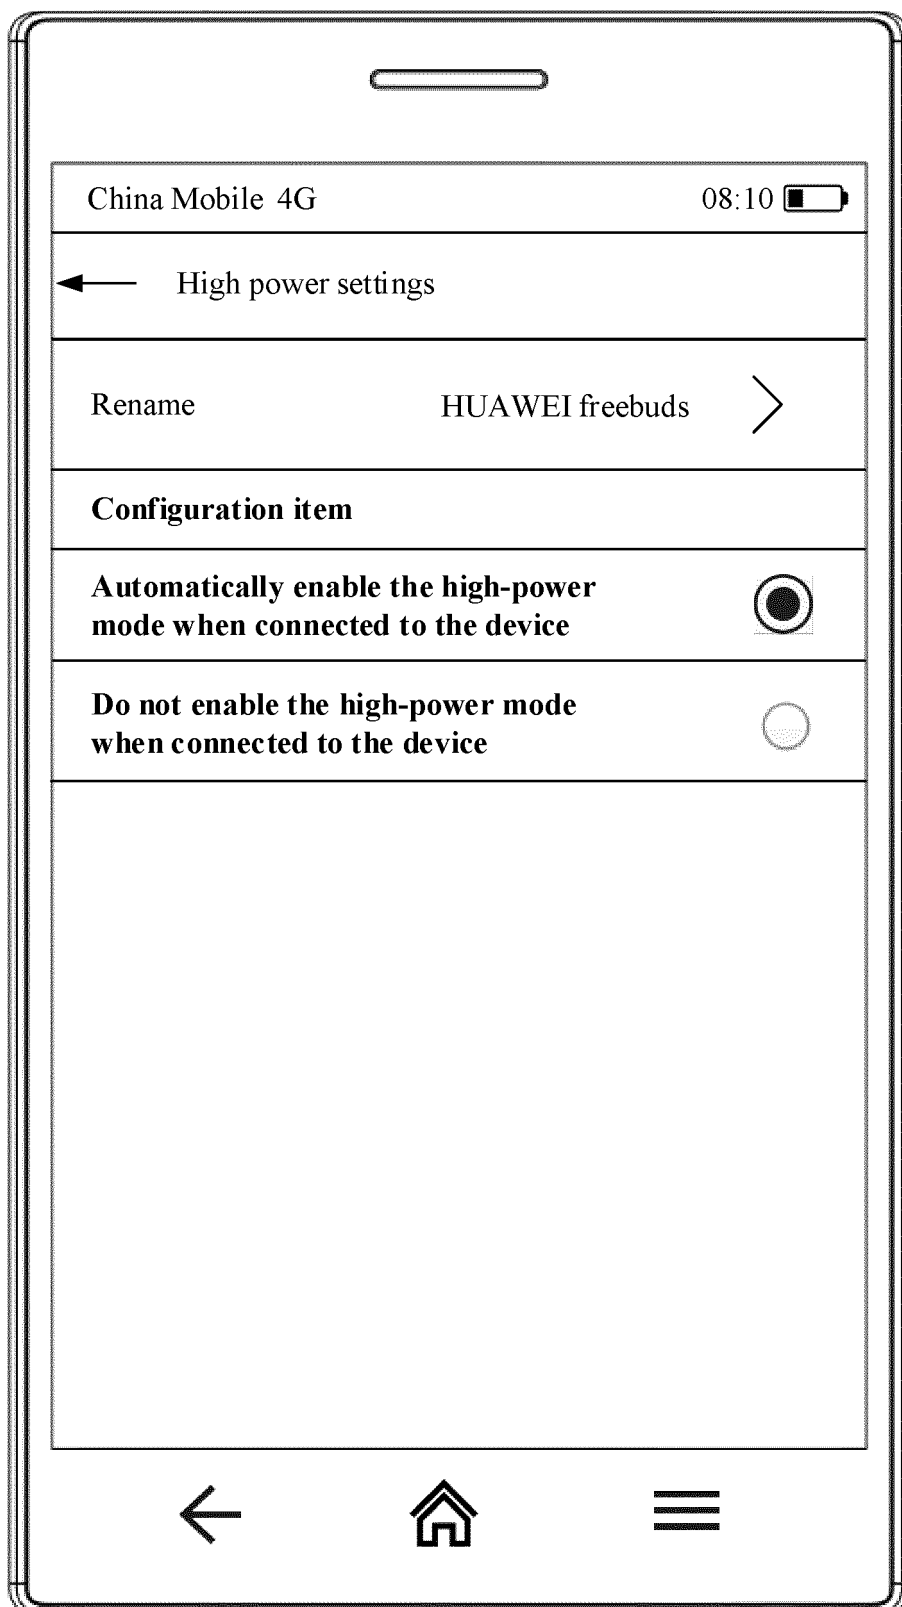 China Mobile 4G 08:10
High power settings
Rename HUAWEI freebuds
Configuration item
Automatically enable the high-power
mode when connected to the device
Do not enable the high-power mode
when connected to the device